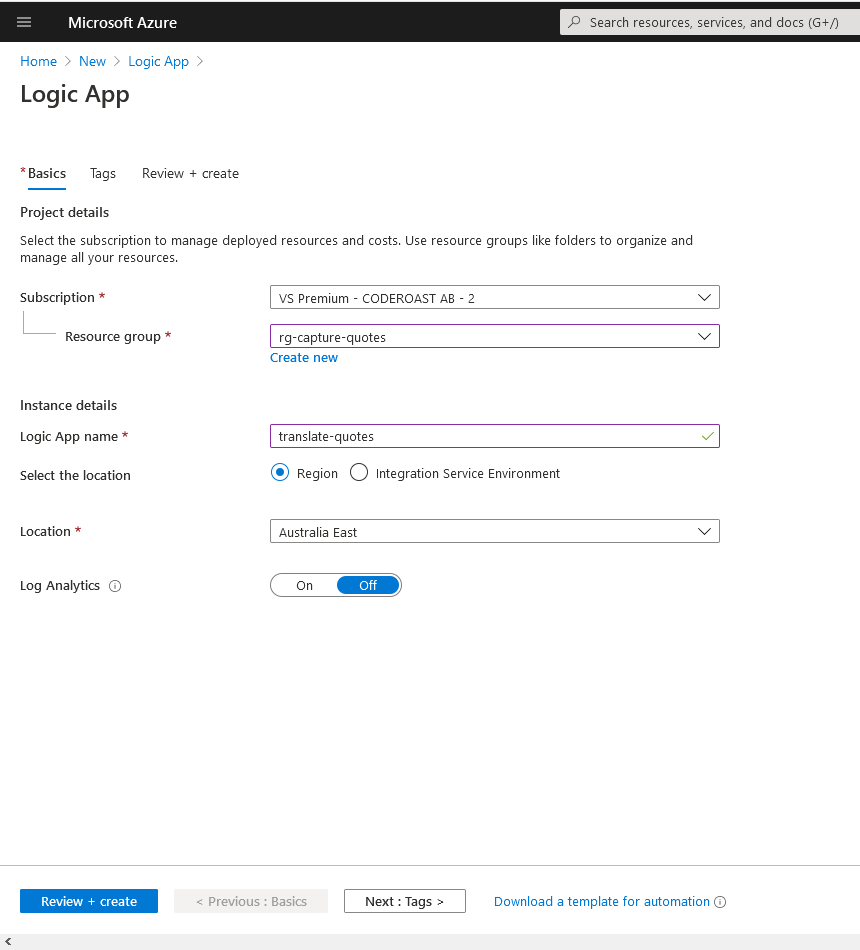 Microsoft Azure
Search resources, services, and docs (G+/)
Home > New > Logic App >
Logic App
* Basics Tags Review + create
Project details
Select the subscription to manage deployed resources and costs. Use resource groups like folders to organize and
manage all your resources.
Subscription *
VS Premium - CODEROAST AB - 2
Resource group *
rg-capture-quotes
Create new
Instance details
Logic App name *
translate-quotes
Select the location
Region Integration Service Environment
Location *
Australia East
Log Analytics
On Off
Review + create
< Previous : Basics
Next : Tags >
Download a template for automation